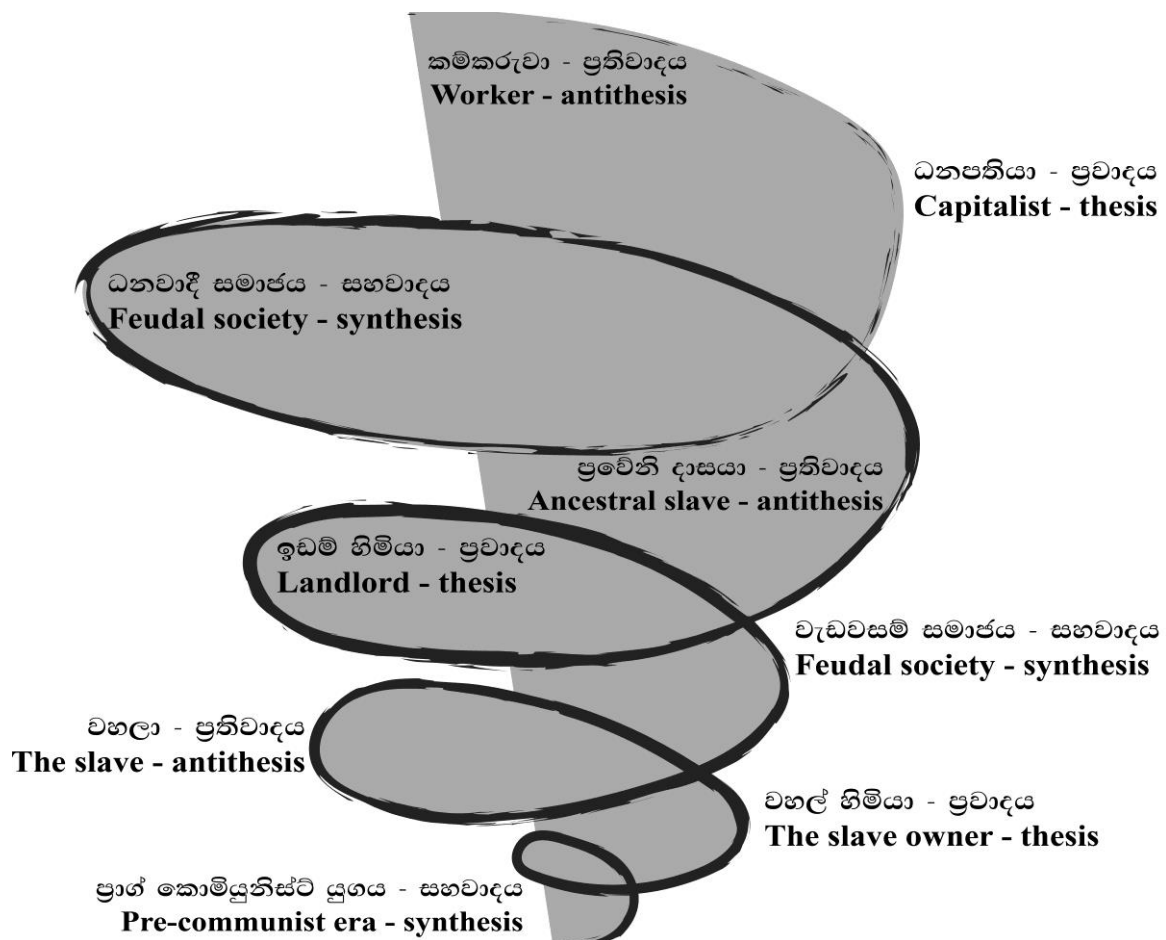 කම්කරුවා - ප්‍රතිවාදය
Worker - antithesis
ධනපතියා - ප්‍රවාදය
Capitalist - thesis
ධනවාදී සමාජය - සහවාදය
Feudal society - synthesis
ප්‍රවේනි දාසයා - ප්‍රතිවාදය
Ancestral slave - antithesis
ඉඩම් හිමියා - ප්‍රවාදය
Landlord - thesis
වැඩවසම් සමාජය - සහවාදය
Feudal society - synthesis
වහලා - ප්‍රතිවාදය
The slave - antithesis
වහල් හිමියා - ප්‍රවාදය
The slave owner - thesis
ප්‍රාග් කොමියුනිස්ට් යුගය - සහවාදය
Pre-communist era - synthesis